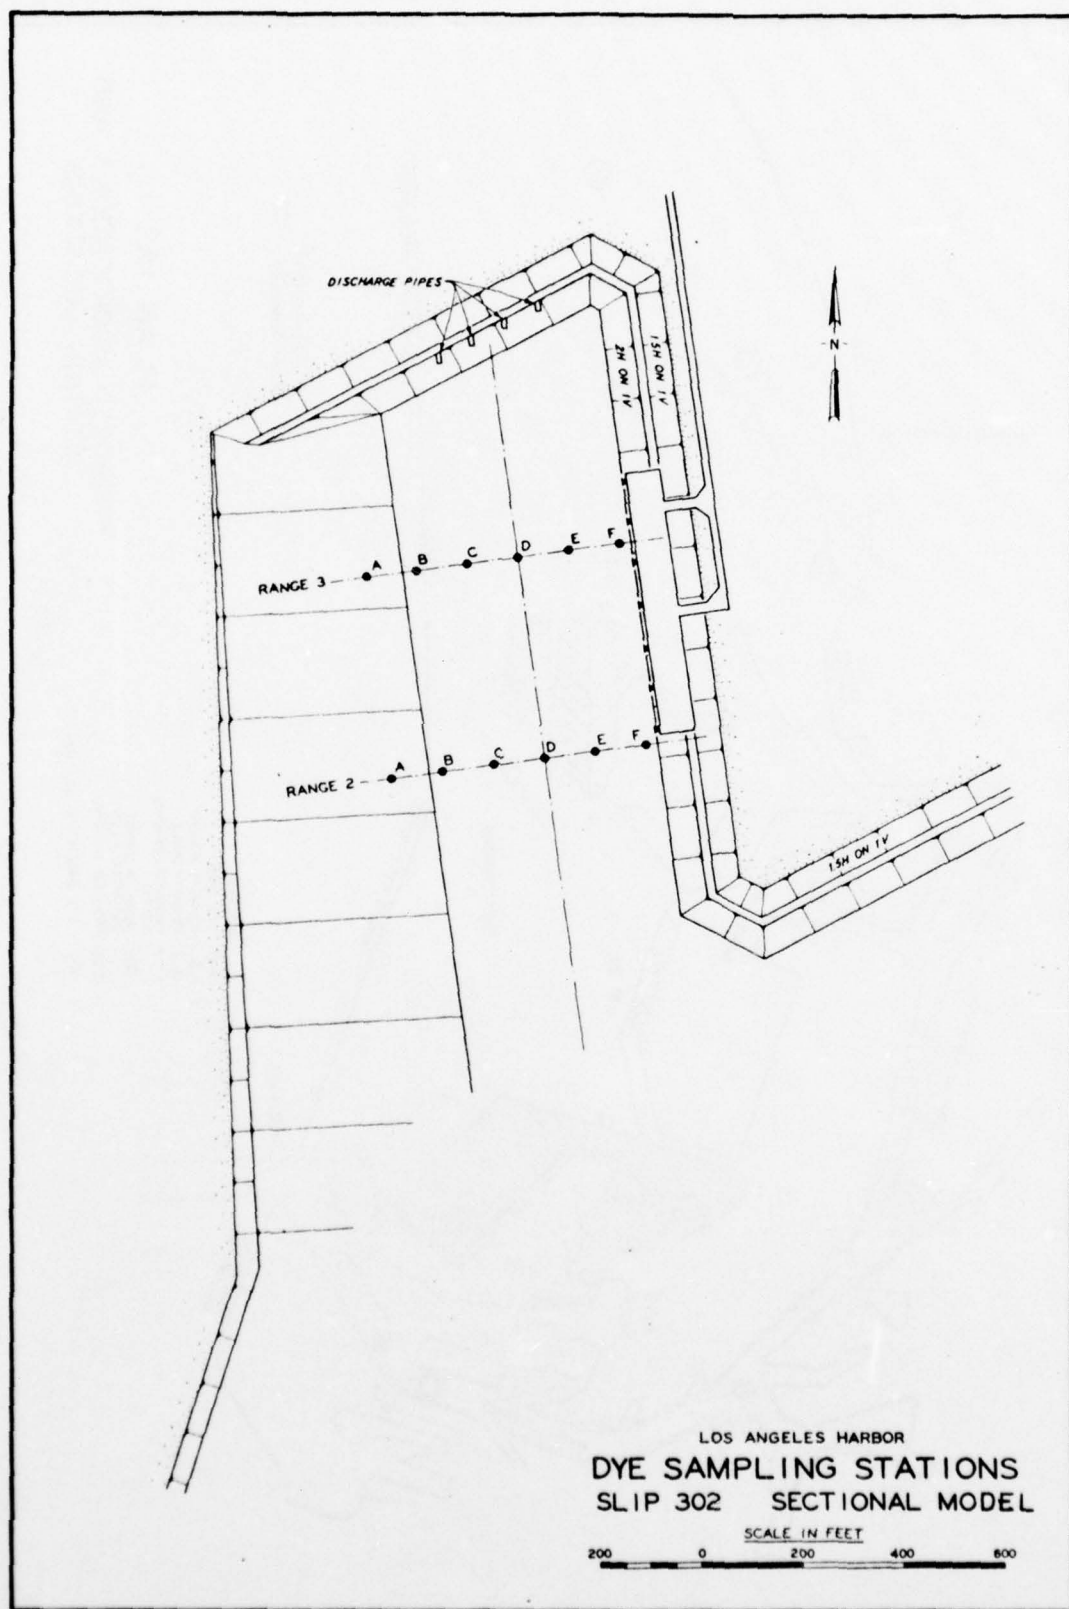 DISCHARGE PIPES
N
2H ON 1V
1.5H ON 1V
RANGE 3
A
B
C
D
E
F
RANGE 2
A
B
C
D
E
F
1.5H ON 1V
LOS ANGELES HARBOR
DYE SAMPLING STATIONS
SLIP 302 SECTIONAL MODEL
SCALE IN FEET
200 0 200 400 600